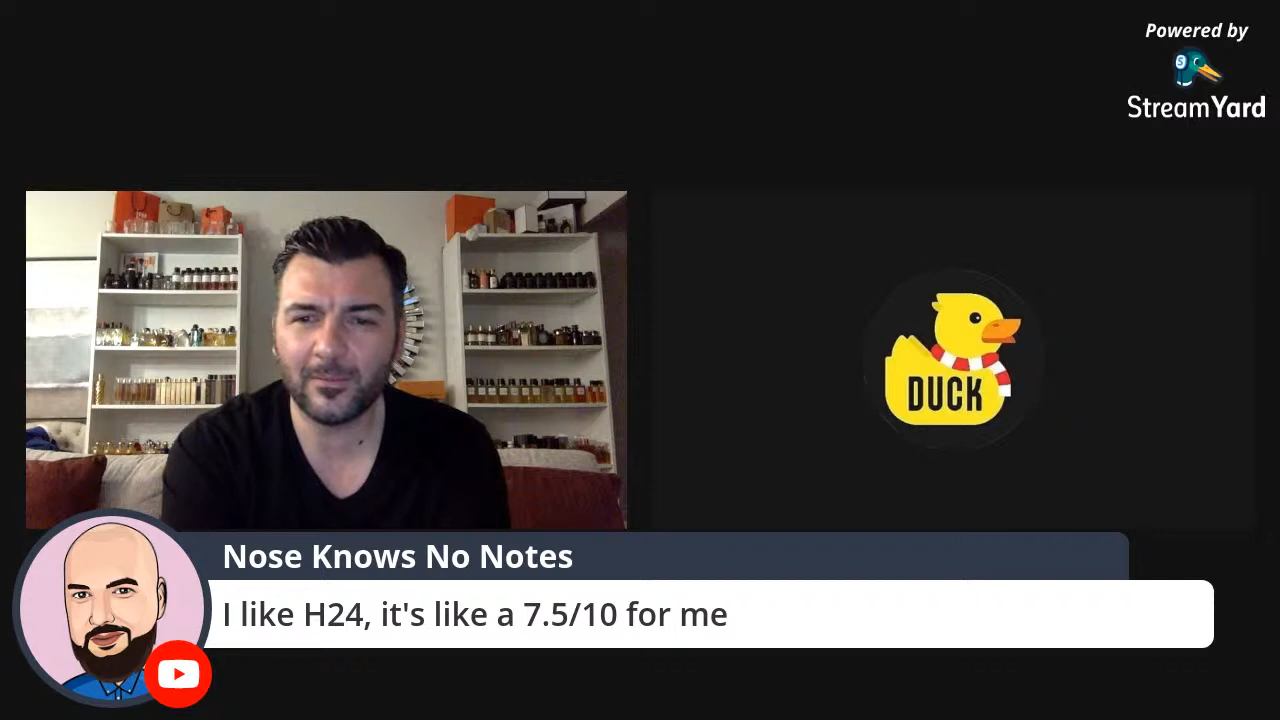 Powered by
StreamYard
DUCK
Nose Knows No Notes
I like H24, it's like a 7.5/10 for me